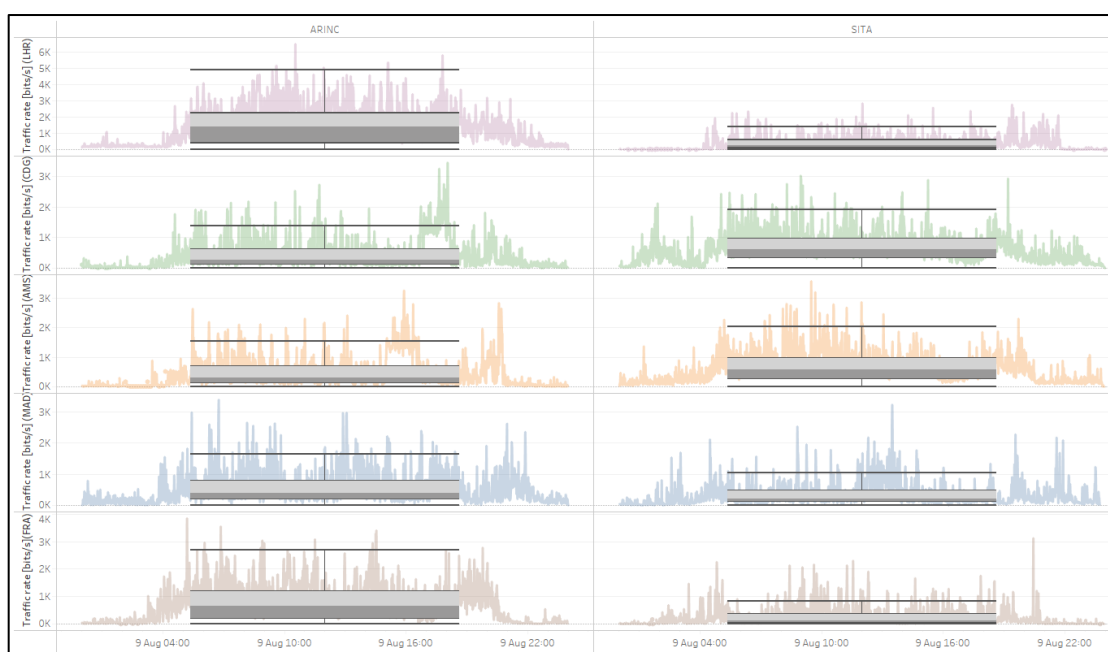 ARINC SITA
Traffic rate [bits/s] (LHR)
6K
5K
4K
3K
2K
1K
0K
Traffic rate [bits/s] (CDG)
3K
2K
1K
0K
Traffic rate [bits/s] (AMS)
3K
2K
1K
0K
Traffic rate [bits/s] (MAD)
3K
2K
1K
0K
Traffic rate [bits/s](FRA)
4K
3K
2K
1K
0K
9 Aug 04:00 9 Aug 10:00 9 Aug 16:00 9 Aug 22:00 9 Aug 04:00 9 Aug 10:00 9 Aug 16:00 9 Aug 22:00